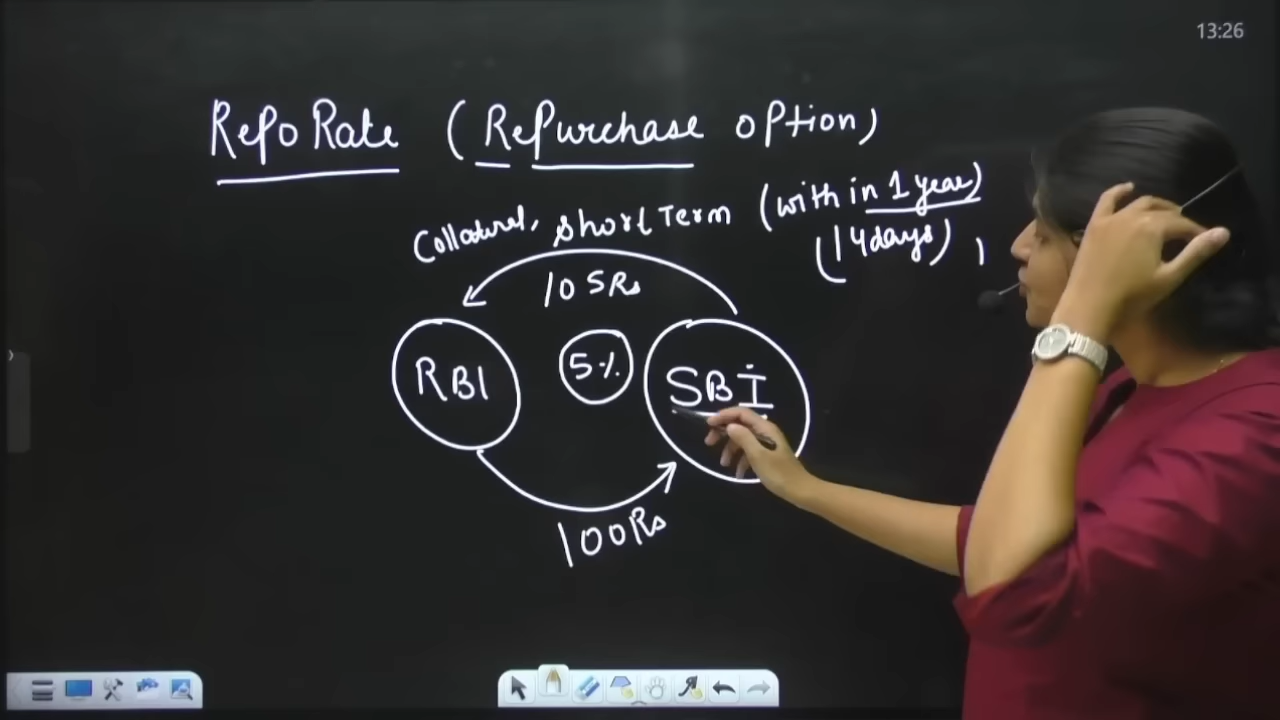 13:26
Repo Rate (RePurchase option)
Collateral, Short Term (with in 1 year)
(14days)
105Rs
RBI 5% SBI
100Rs